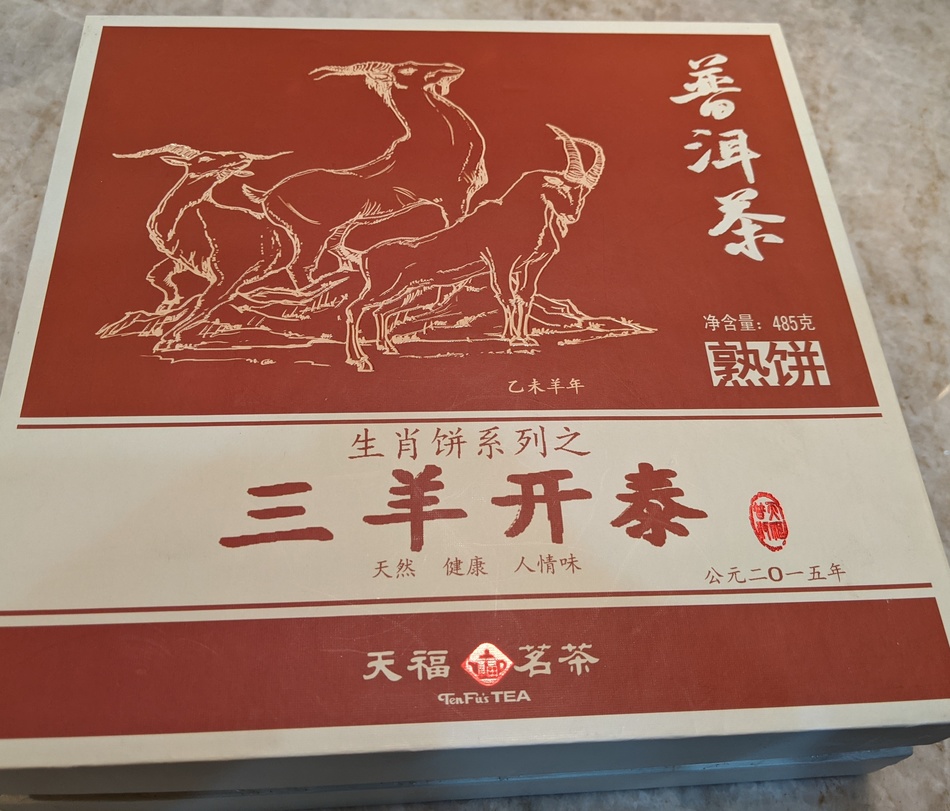 普洱茶
净含量：485克
熟饼
乙未羊年
生肖饼系列之
三羊开泰
天然 健康 人情味
公元二0一五年
天福 福 茗茶
TenFu's TEA